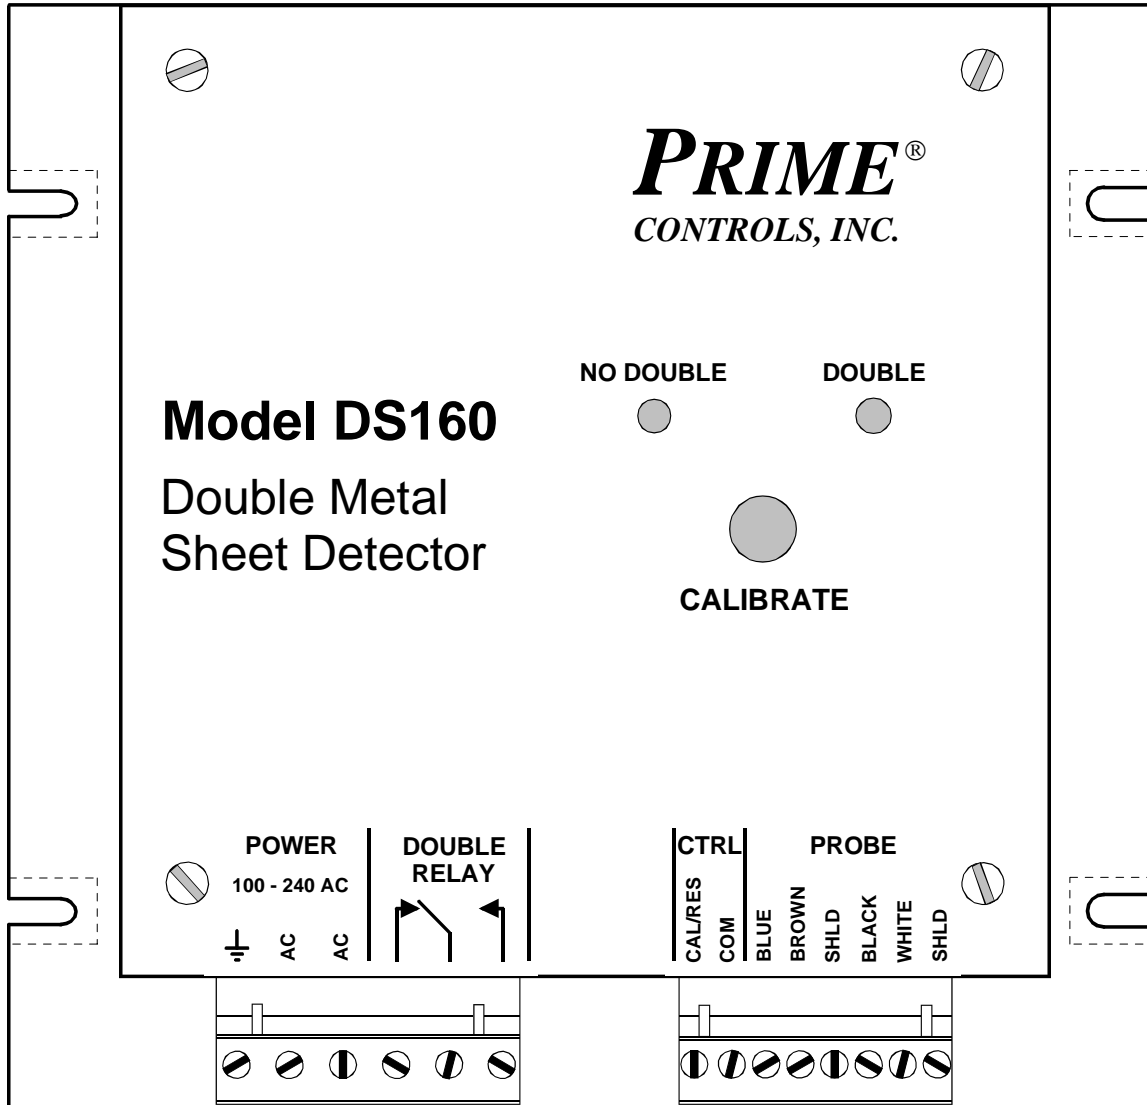 PRIME®
CONTROLS, INC.
NO DOUBLE
DOUBLE
Model DS160
Double Metal
Sheet Detector
CALIBRATE
POWER
100 - 240 AC
AC
AC
DOUBLE
RELAY
CTRL
CAL/RES
COM
PROBE
BLUE
BROWN
SHLD
BLACK
WHITE
SHLD